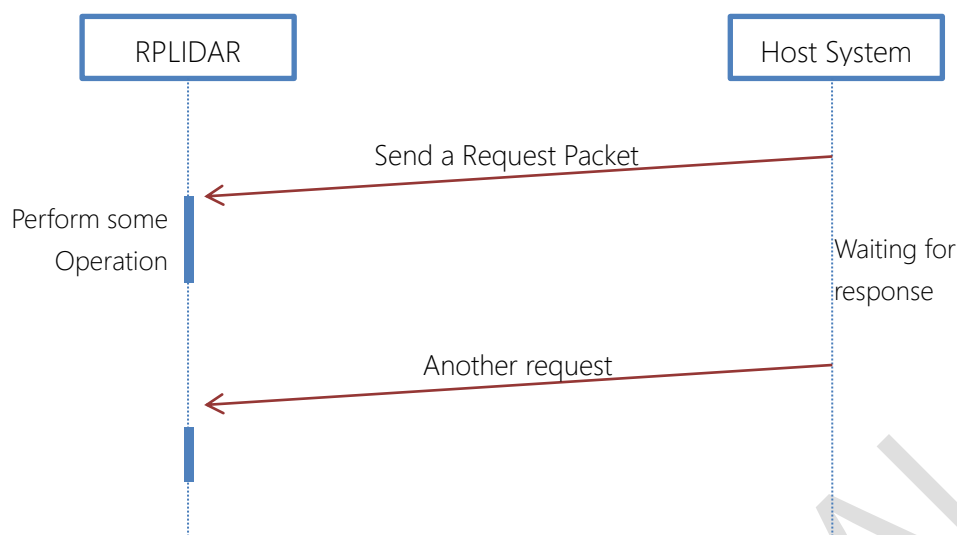 RPLIDAR
Host System
Send a Request Packet
Perform some
Operation
Waiting for
response
Another request